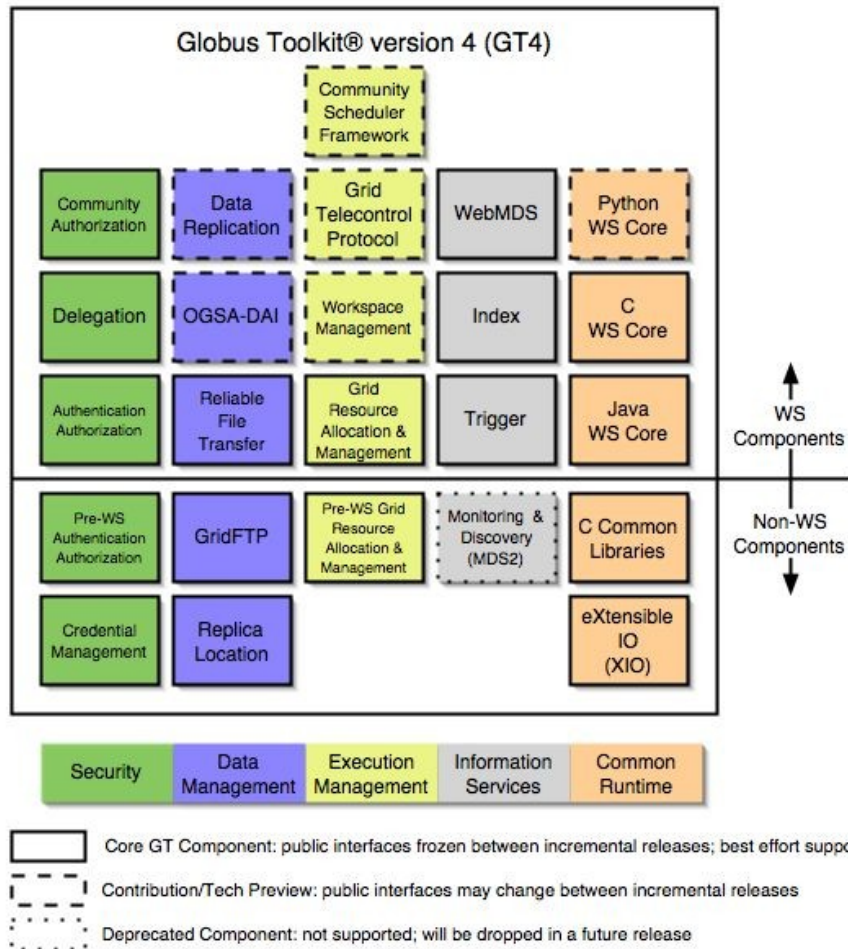 Globus Toolkit® version 4 (GT4)
Community
Scheduler
Framework
Community
Authorization
Data
Replication
Grid
Telecontrol
Protocol
WebMDS
Python
WS Core
Delegation
OGSA-DAI
Workspace
Management
Index
C
WS Core
Authentication
Authorization
Reliable
File
Transfer
Grid
Resource
Allocation &
Management
Trigger
Java
WS Core
WS
Components
Pre-WS
Authentication
Authorization
GridFTP
Pre-WS Grid
Resource
Allocation &
Management
Monitoring &
Discovery
(MDS2)
C Common
Libraries
Non-WS
Components
Credential
Management
Replica
Location
eXtensible
IO
(XIO)
Security
Data
Management
Execution
Management
Information
Services
Common
Runtime
Core GT Component: public interfaces frozen between incremental releases; best effort suppo
Contribution/Tech Preview: public interfaces may change between incremental releases
Deprecated Component: not supported; will be dropped in a future release